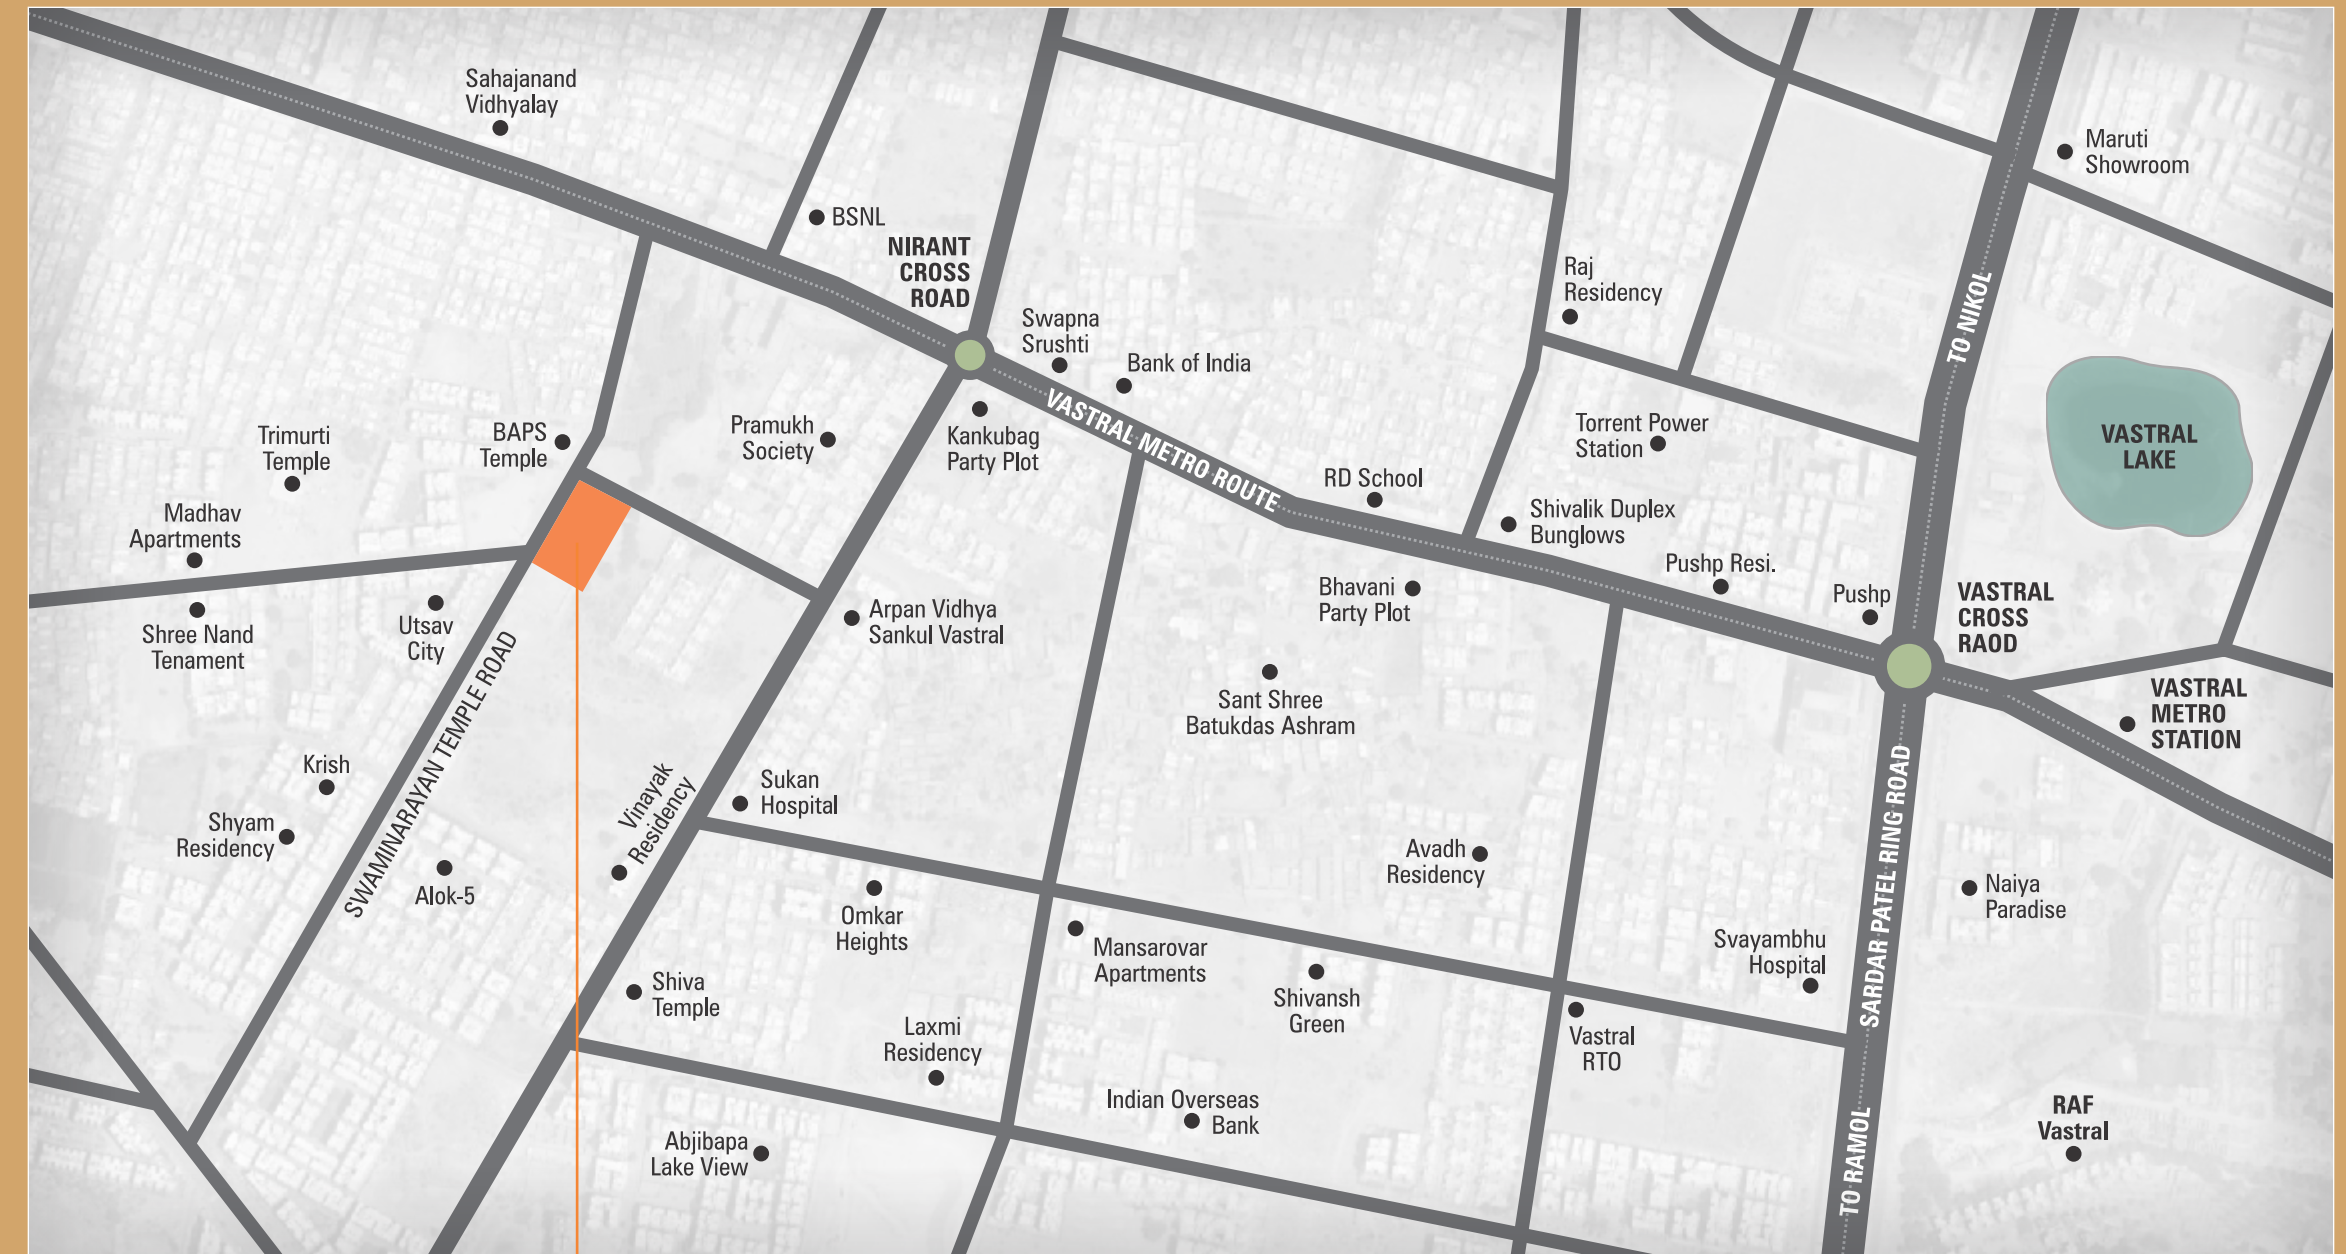 Sahajanand
Vidhyalay
BSNL
NIRANT
CROSS
ROAD
Maruti
Showroom
Raj
Residency
TO NIKOL
Swapna
Srushti
Bank of India
VASTRAL METRO ROUTE
Kankubag
Party Plot
Pramukh
Society
BAPS
Temple
Trimurti
Temple
Madhav
Apartments
Torrent Power
Station
VASTRAL
LAKE
RD School
Shivalik Duplex
Bunglows
Pushp Resi.
Pushp
VASTRAL
CROSS
RAOD
Bhavani
Party Plot
Shree Nand
Tenament
Utsav
City
Arpan Vidhya
Sankul Vastral
Sant Shree
Batukdas Ashram
VASTRAL
METRO
STATION
SWAMINARAYAN TEMPLE ROAD
Krish
Shyam
Residency
Alok-5
Vinayak
Residency
Sukan
Hospital
Avadh
Residency
SARDAR PATEL RING ROAD
Naiya
Paradise
Omkar
Heights
Mansarovar
Apartments
Shivansh
Green
Svayambhu
Hospital
Shiva
Temple
Laxmi
Residency
Vastral
RTO
Indian Overseas
Bank
Abjibapa
Lake View
TO RAMOL
RAF
Vastral